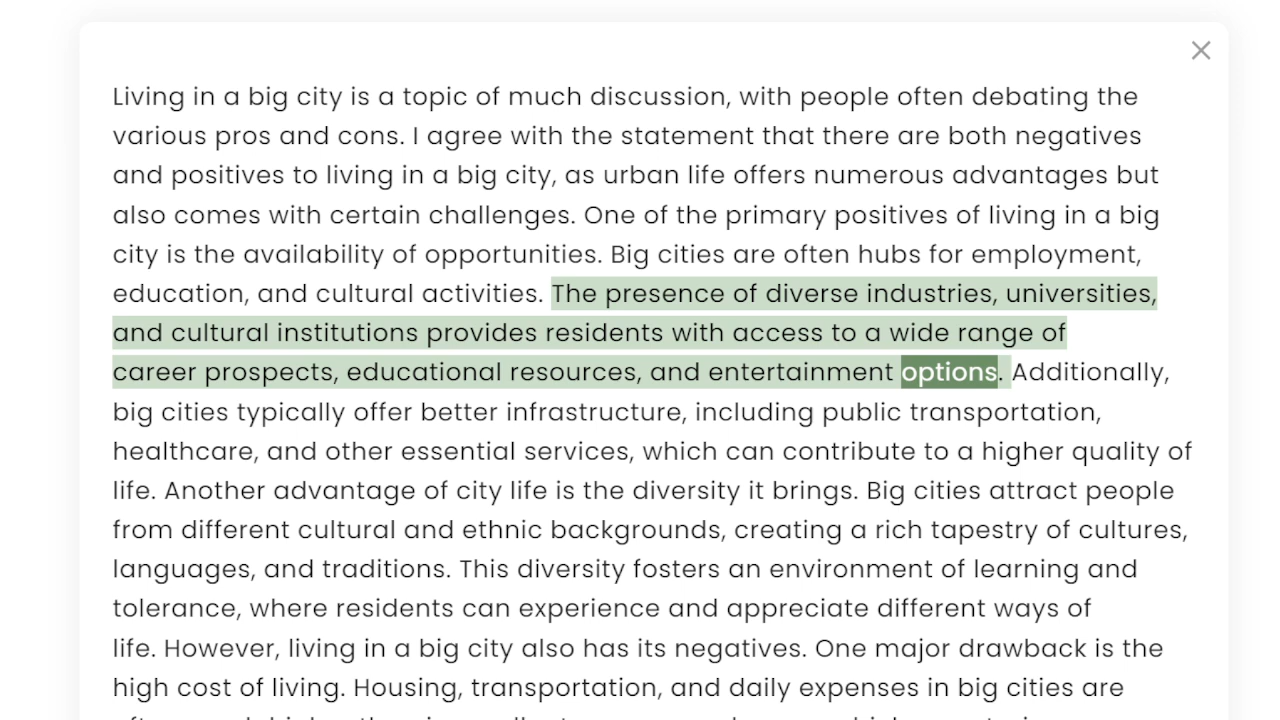 Living in a big city is a topic of much discussion, with people often debating the
various pros and cons. I agree with the statement that there are both negatives
and positives to living in a big city, as urban life offers numerous advantages but
also comes with certain challenges. One of the primary positives of living in a big
city is the availability of opportunities. Big cities are often hubs for employment,
education, and cultural activities. The presence of diverse industries, universities,
and cultural institutions provides residents with access to a wide range of
career prospects, educational resources, and entertainment options. Additionally,
big cities typically offer better infrastructure, including public transportation,
healthcare, and other essential services, which can contribute to a higher quality of
life. Another advantage of city life is the diversity it brings. Big cities attract people
from different cultural and ethnic backgrounds, creating a rich tapestry of cultures,
languages, and traditions. This diversity fosters an environment of learning and
tolerance, where residents can experience and appreciate different ways of
life. However, living in a big city also has its negatives. One major drawback is the
high cost of living. Housing, transportation, and daily expenses in big cities are